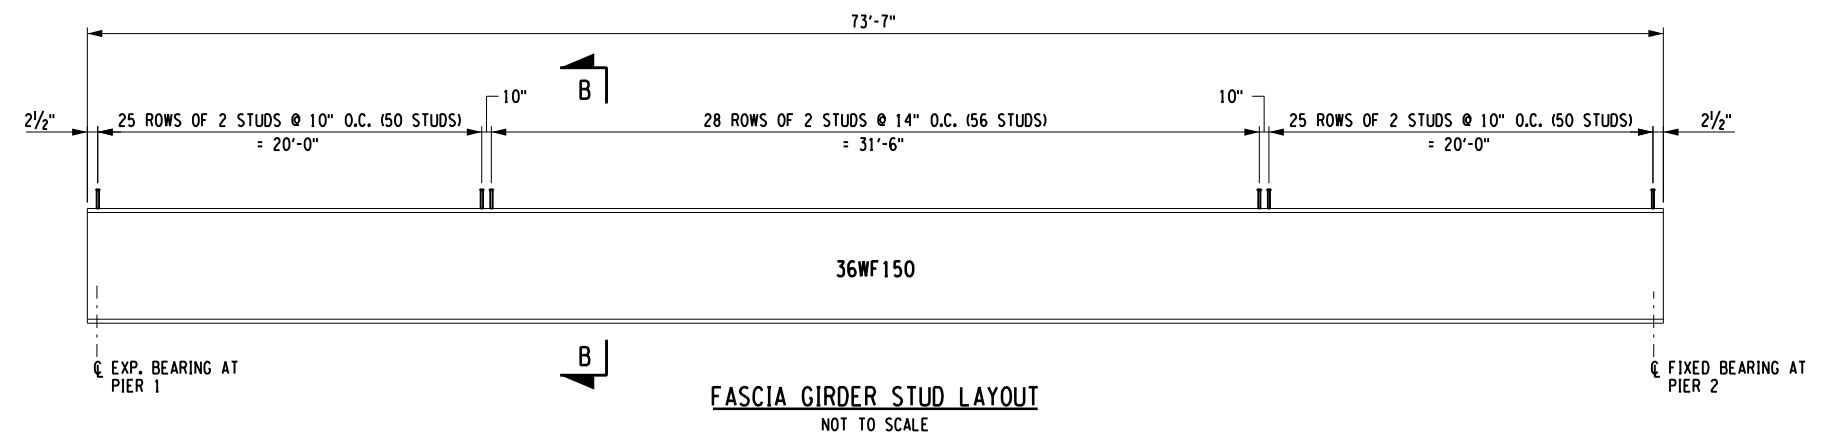 73'-7"
B
10"
10"
2½"
25 ROWS OF 2 STUDS @ 10" O.C. (50 STUDS)
= 20'-0"
28 ROWS OF 2 STUDS @ 14" O.C. (56 STUDS)
= 31'-6"
25 ROWS OF 2 STUDS @ 10" O.C. (50 STUDS)
= 20'-0"
2½"
36WF150
B
℄ EXP. BEARING AT
PIER 1
℄ FIXED BEARING AT
PIER 2
FASCIA GIRDER STUD LAYOUT
NOT TO SCALE